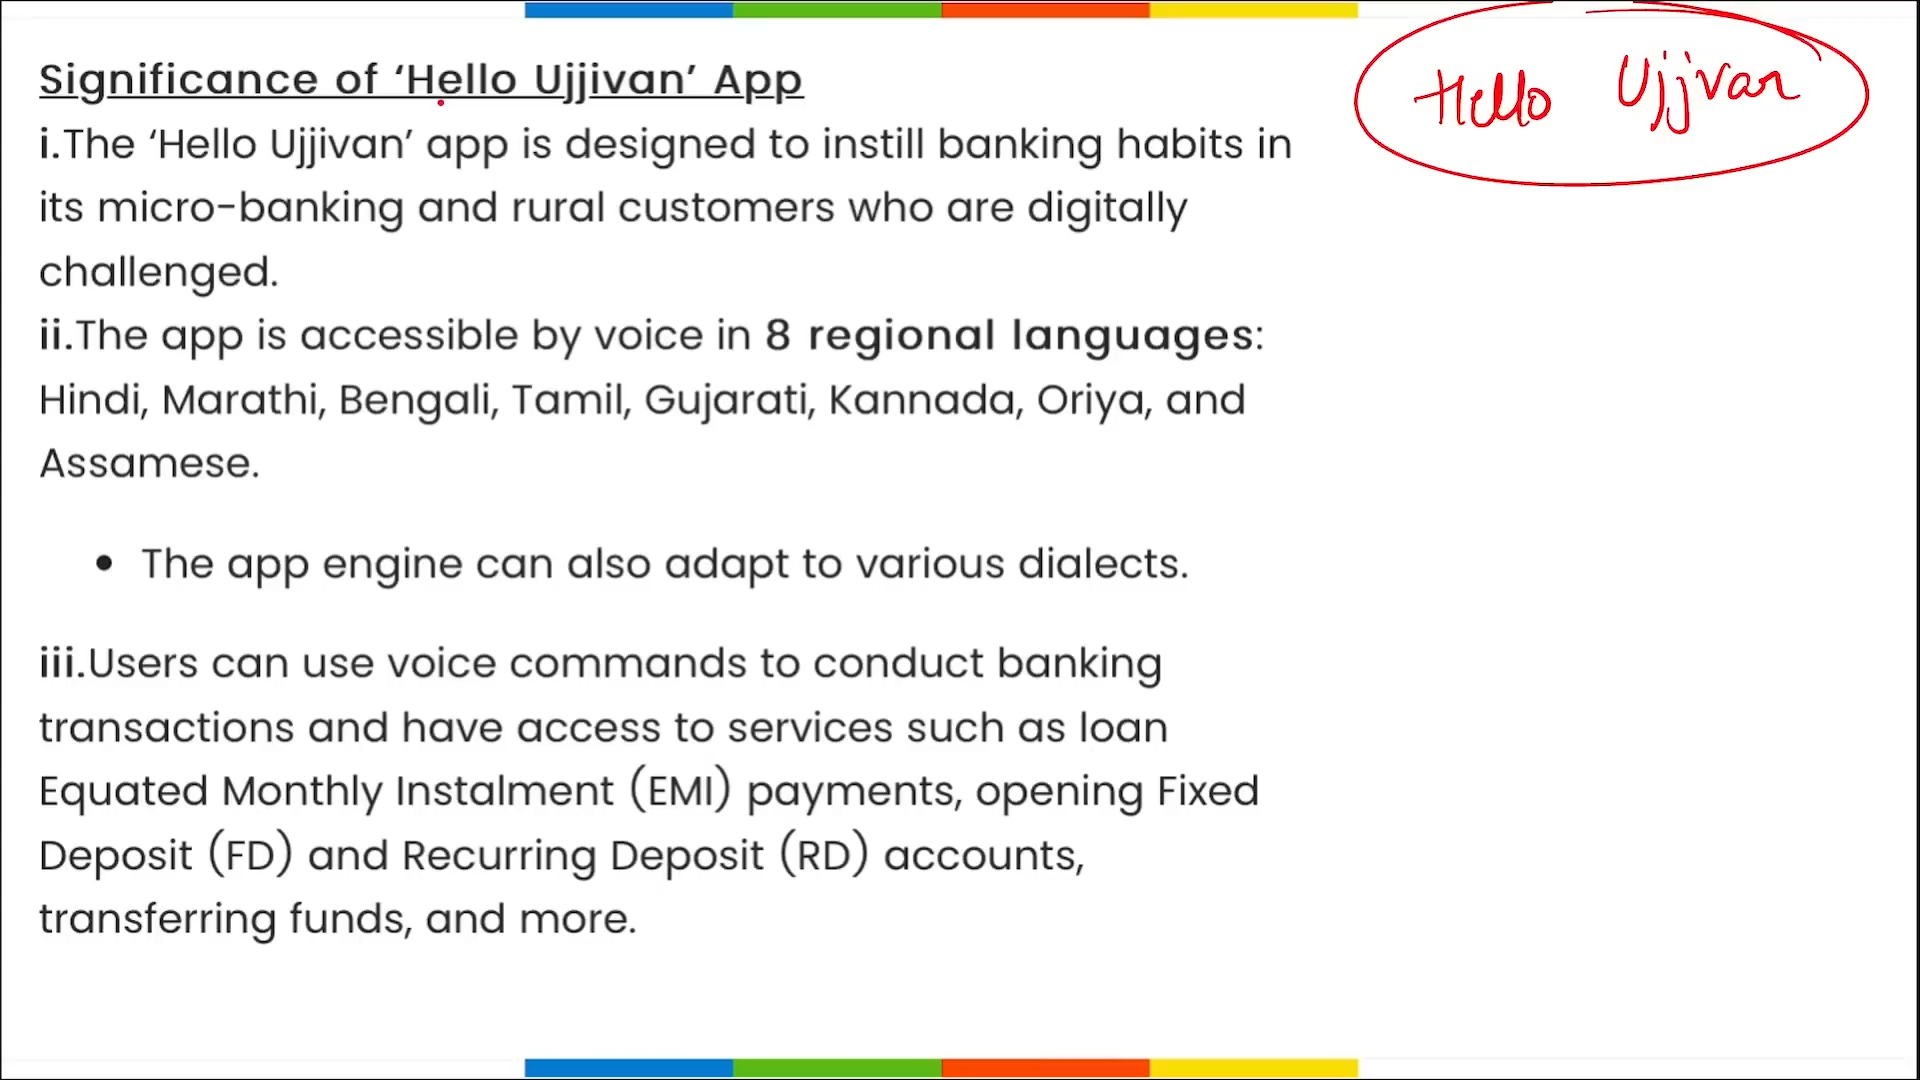 Significance of ‘Hello Ujjivan’ App
Hello Ujjivan
i.The ‘Hello Ujjivan’ app is designed to instill banking habits in
its micro-banking and rural customers who are digitally
challenged.
ii.The app is accessible by voice in 8 regional languages:
Hindi, Marathi, Bengali, Tamil, Gujarati, Kannada, Oriya, and
Assamese.
• The app engine can also adapt to various dialects.
iii.Users can use voice commands to conduct banking
transactions and have access to services such as loan
Equated Monthly Instalment (EMI) payments, opening Fixed
Deposit (FD) and Recurring Deposit (RD) accounts,
transferring funds, and more.